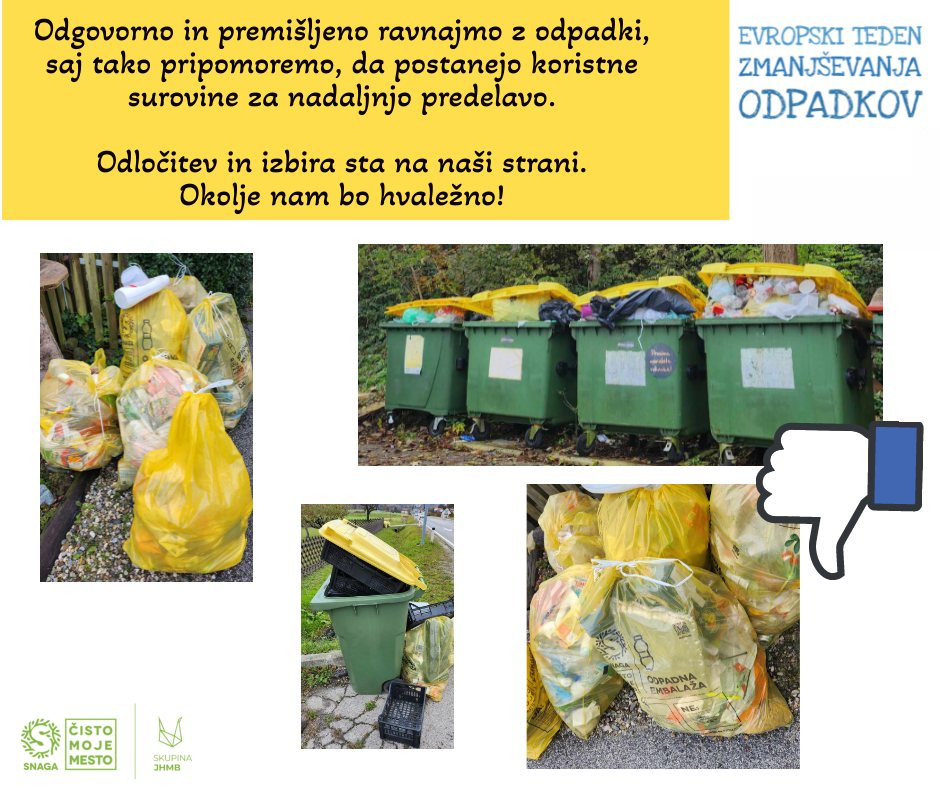 Odgovorno in premišljeno ravnajmo z odpadki,
saj tako pripomoremo, da postanejo koristne
surovine za nadaljnjo predelavo.
Odločitev in izbira sta na naši strani.
Okolje nam bo hvaležno!
EVROPSKI TEDEN
ZMANJŠEVANJA
ODPADKOV
SNAGA
ODPADNA
EMBALAŽA
NE:
SNAGA
ČISTO
MOJE
MESTO
SKUPINA
JHMB